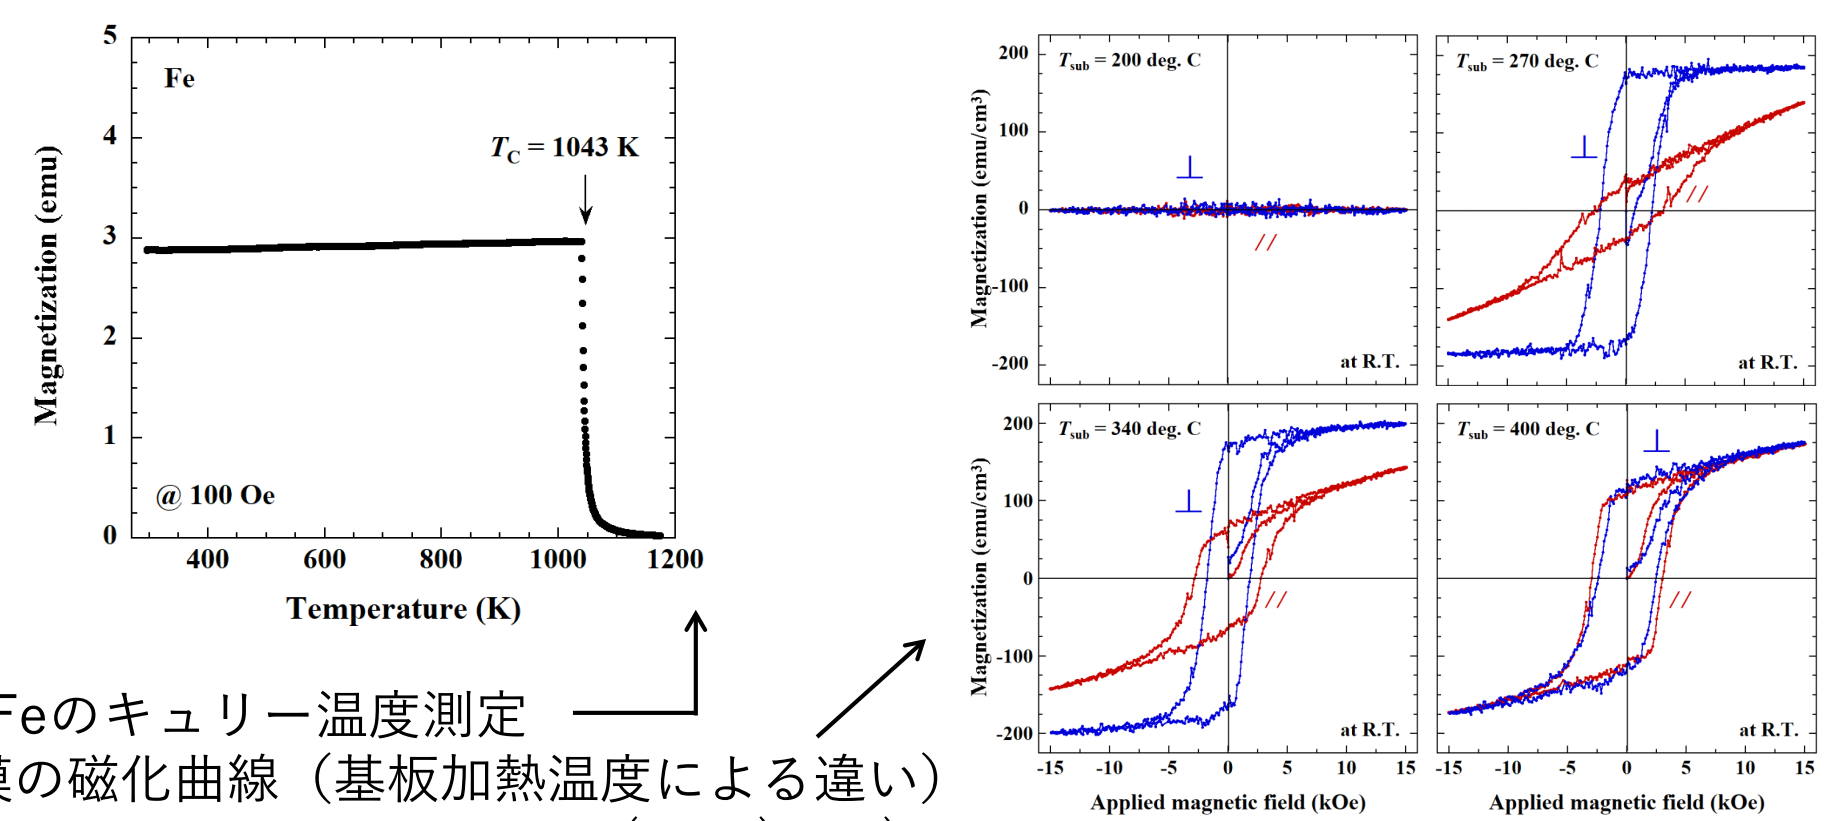 Fe
T_C = 1043 K
@ 100 Oe
Magnetization (emu)
5
4
3
2
1
0
400 600 800 1000 1200
Temperature (K)
T_sub = 200 deg. C
⊥
//
at R.T.
Magnetization (emu/cm³)
200
100
0
-100
-200
T_sub = 270 deg. C
⊥
//
at R.T.
T_sub = 340 deg. C
⊥
//
at R.T.
Magnetization (emu/cm³)
200
100
0
-100
-200
-15 -10 -5 0 5 10 15
Applied magnetic field (kOe)
T_sub = 400 deg. C
⊥
//
at R.T.
-15 -10 -5 0 5 10 15
Applied magnetic field (kOe)
Feのキュリー温度測定
の磁化曲線（基板加熱温度による違い）